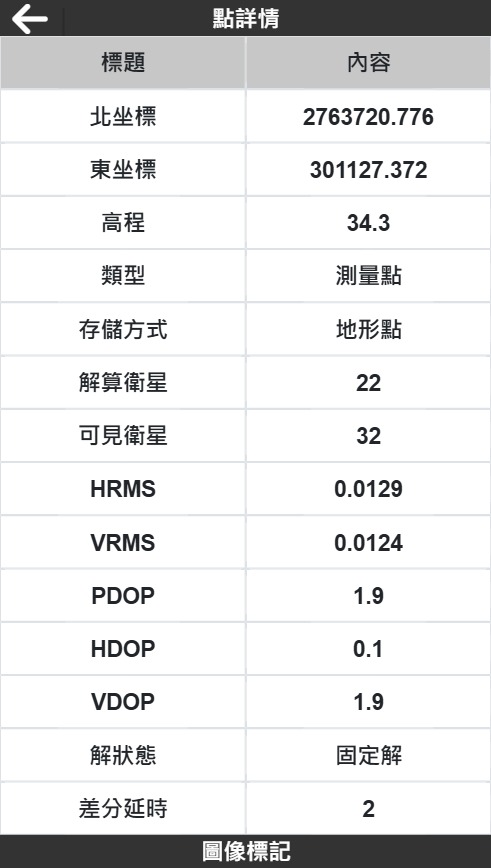 點詳情
標題 內容
北坐標 2763720.776
東坐標 301127.372
高程 34.3
類型 測量點
存儲方式 地形點
解算衛星 22
可見衛星 32
HRMS 0.0129
VRMS 0.0124
PDOP 1.9
HDOP 0.1
VDOP 1.9
解狀態 固定解
差分延時 2
圖像標記